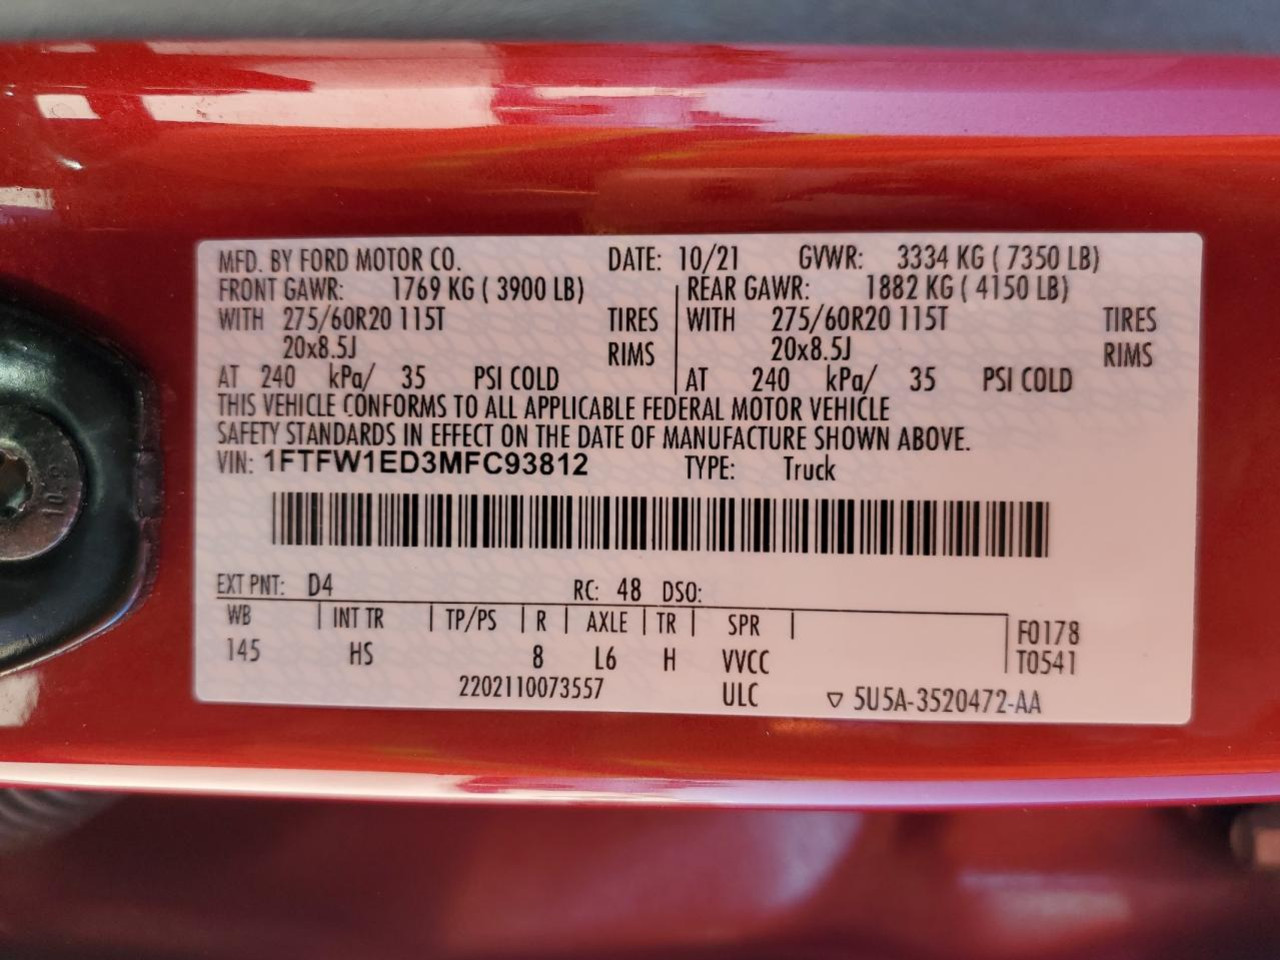 MFD. BY FORD MOTOR CO. DATE: 10/21 GVWR: 3334 KG ( 7350 LB)
FRONT GAWR: 1769 KG ( 3900 LB) REAR GAWR: 1882 KG ( 4150 LB)
WITH 275/60R20 115T TIRES WITH 275/60R20 115T TIRES
20x8.5J RIMS 20x8.5J RIMS
AT 240 kPa/ 35 PSI COLD AT 240 kPa/ 35 PSI COLD
THIS VEHICLE CONFORMS TO ALL APPLICABLE FEDERAL MOTOR VEHICLE
SAFETY STANDARDS IN EFFECT ON THE DATE OF MANUFACTURE SHOWN ABOVE.
VIN: 1FTFW1ED3MFC93812 TYPE: Truck
EXT PNT: D4 RC: 48 DSO:
WB INT TR TP/PS R AXLE TR SPR F0178
145 HS 8 L6 H VVCC T0541
2202110073557 ULC ▽ 5U5A-3520472-AA